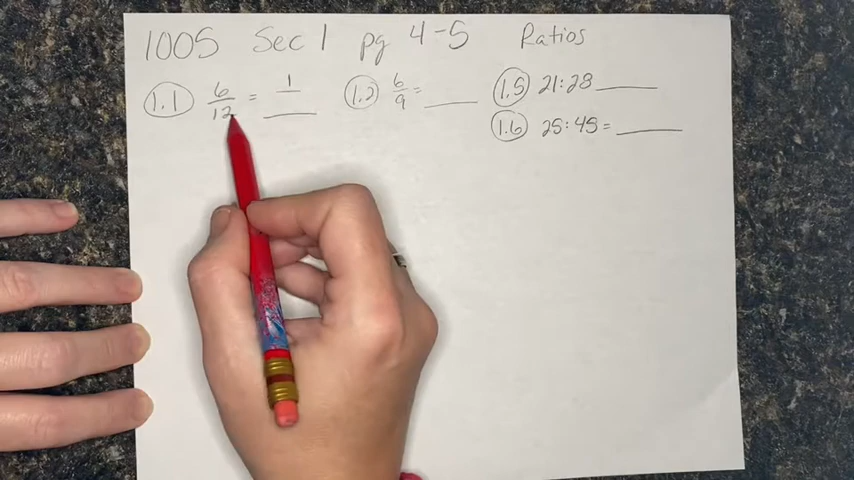 1005 Sec 1 pg 4-5 Ratios
1.1 6/12 = 1/___
1.2 6/9 = ___
1.5 21:28 ___
1.6 25:45 = ___